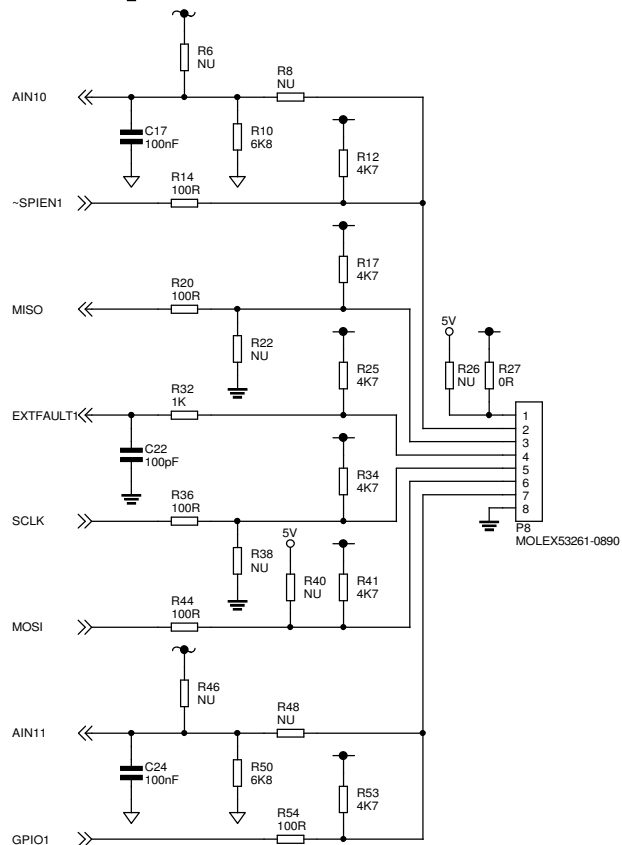 R6
NU
R8
NU
AIN10
C17
100nF
R10
6K8
R12
4K7
R14
100R
~SPIEN1
R17
4K7
R20
100R
MISO
R22
NU
5V
R26
NU
R27
0R
R25
4K7
R32
1K
EXTFAULT1
C22
100pF
1
2
3
4
5
6
7
8
P8
MOLEX53261-0890
R34
4K7
R36
100R
SCLK
R38
NU
5V
R40
NU
R41
4K7
R44
100R
MOSI
R46
NU
R48
NU
AIN11
C24
100nF
R50
6K8
R53
4K7
R54
100R
GPIO1